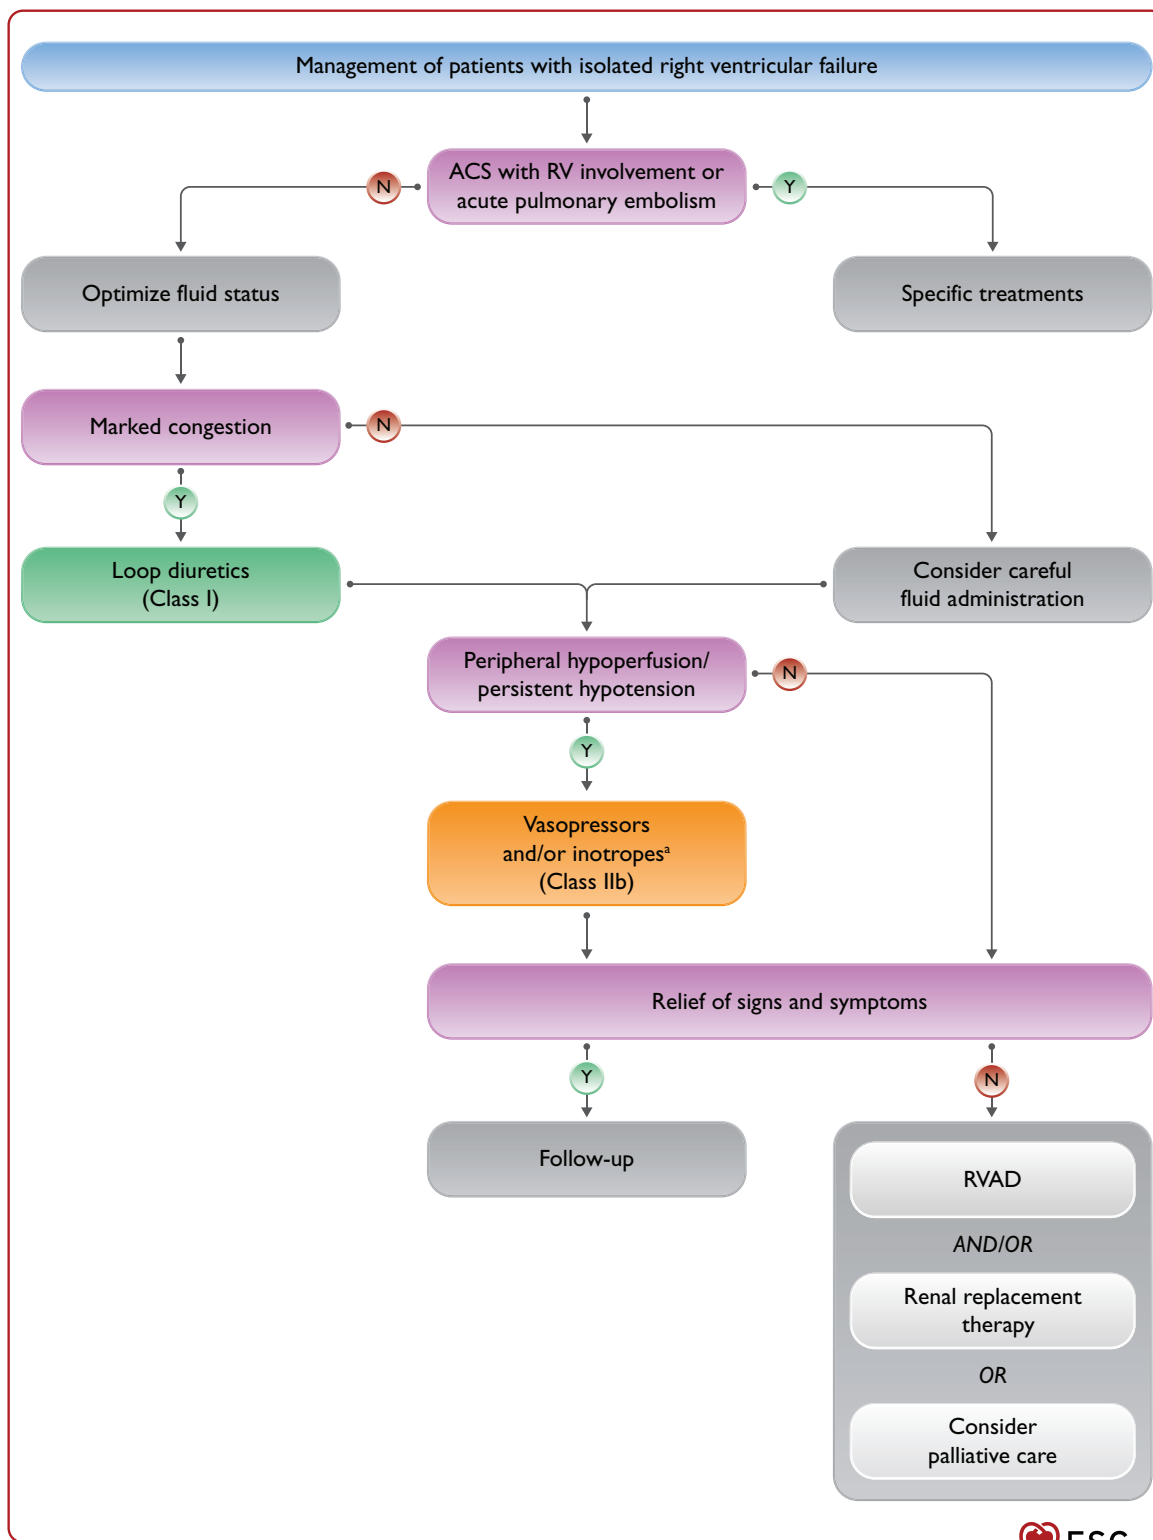 Management of patients with isolated right ventricular failure
ACS with RV involvement or
acute pulmonary embolism
N
Y
Optimize fluid status
Specific treatments
Marked congestion
N
Y
Loop diuretics
(Class I)
Consider careful
fluid administration
Peripheral hypoperfusion/
persistent hypotension
N
Y
Vasopressors
and/or inotropesᵃ
(Class IIb)
Relief of signs and symptoms
Y
N
Follow-up
RVAD
AND/OR
Renal replacement
therapy
OR
Consider
palliative care
ESC